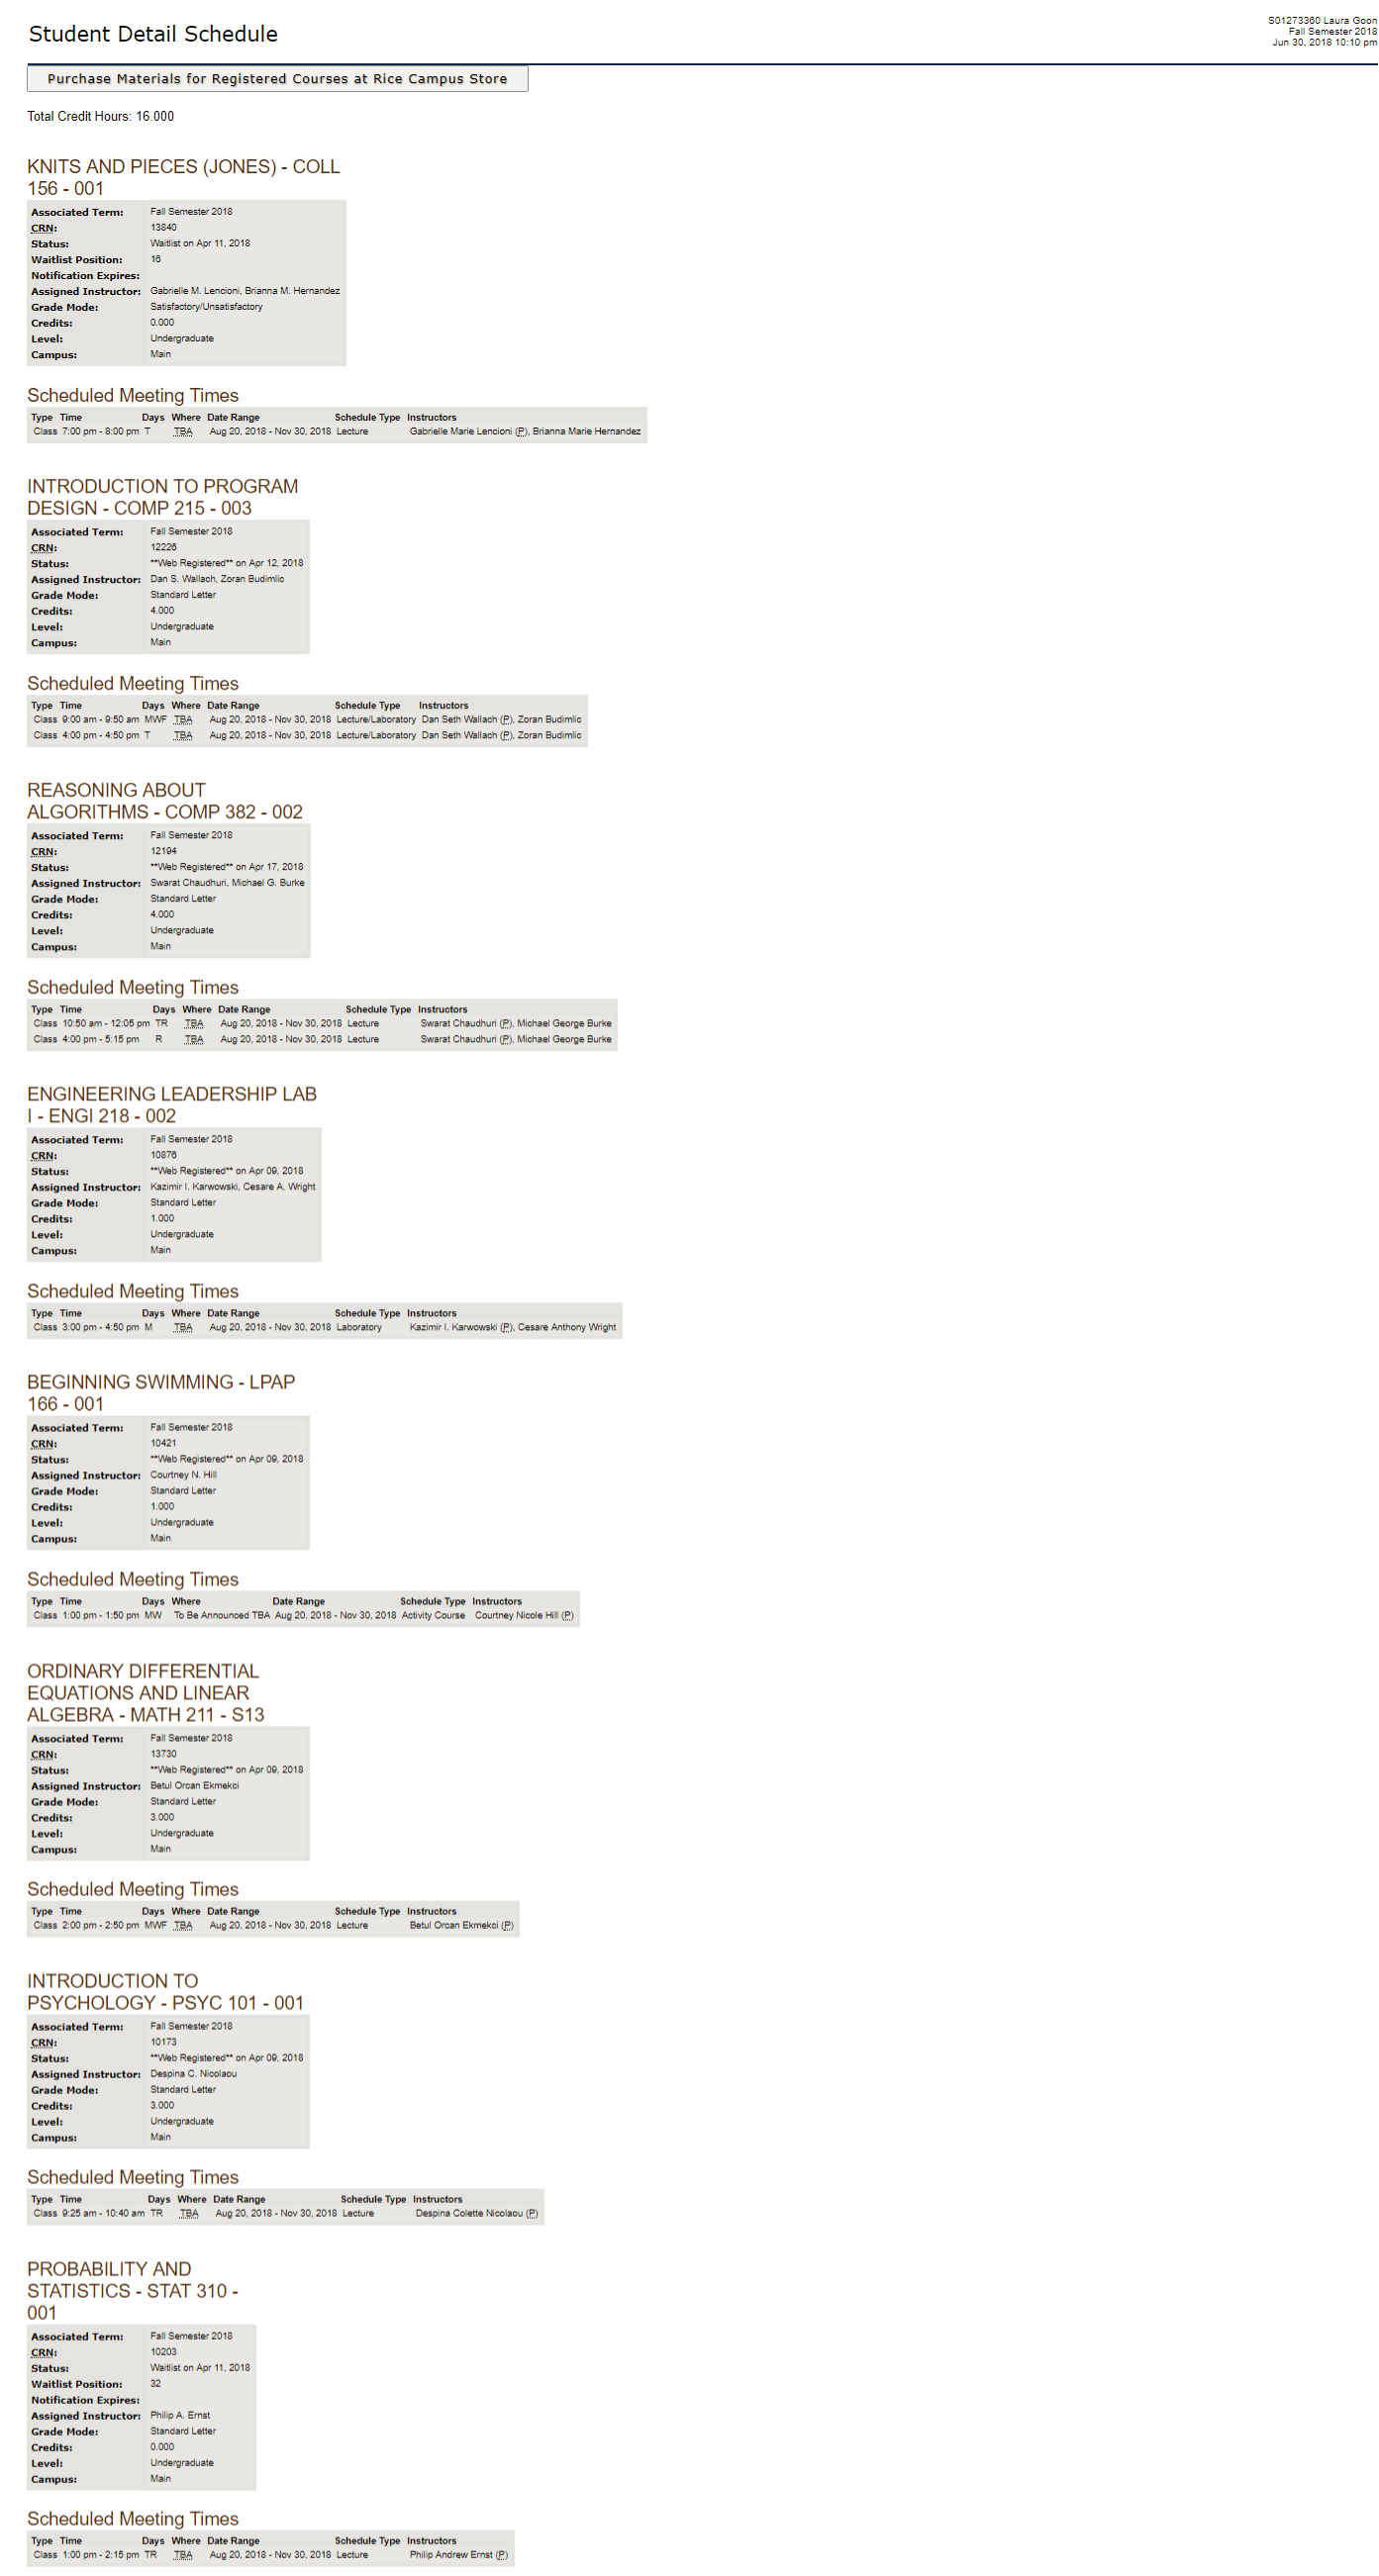 Student Detail Schedule
S01273360 Laura Goon
Fall Semester 2018
Jun 30, 2018 10:10 pm
Purchase Materials for Registered Courses at Rice Campus Store
Total Credit Hours: 16.000
KNITS AND PIECES (JONES) - COLL
156 - 001
Associated Term: Fall Semester 2018
CRN: 13840
Status: Waitlist on Apr 11, 2018
Waitlist Position: 16
Notification Expires:
Assigned Instructor: Gabrielle M. Lencioni, Brianna M. Hernandez
Grade Mode: Satisfactory/Unsatisfactory
Credits: 0.000
Level: Undergraduate
Campus: Main
Scheduled Meeting Times
Type Time Days Where Date Range Schedule Type Instructors
Class 7:00 pm - 8:00 pm T TBA Aug 20, 2018 - Nov 30, 2018 Lecture Gabrielle Marie Lencioni (P), Brianna Marie Hernandez
INTRODUCTION TO PROGRAM
DESIGN - COMP 215 - 003
Associated Term: Fall Semester 2018
CRN: 12226
Status: **Web Registered** on Apr 12, 2018
Assigned Instructor: Dan S. Wallach, Zoran Budimlic
Grade Mode: Standard Letter
Credits: 4.000
Level: Undergraduate
Campus: Main
Scheduled Meeting Times
Type Time Days Where Date Range Schedule Type Instructors
Class 9:00 am - 9:50 am MWF TBA Aug 20, 2018 - Nov 30, 2018 Lecture/Laboratory Dan Seth Wallach (P), Zoran Budimlic
Class 4:00 pm - 4:50 pm T TBA Aug 20, 2018 - Nov 30, 2018 Lecture/Laboratory Dan Seth Wallach (P), Zoran Budimlic
REASONING ABOUT
ALGORITHMS - COMP 382 - 002
Associated Term: Fall Semester 2018
CRN: 12194
Status: **Web Registered** on Apr 17, 2018
Assigned Instructor: Swarat Chaudhuri, Michael G. Burke
Grade Mode: Standard Letter
Credits: 4.000
Level: Undergraduate
Campus: Main
Scheduled Meeting Times
Type Time Days Where Date Range Schedule Type Instructors
Class 10:50 am - 12:05 pm TR TBA Aug 20, 2018 - Nov 30, 2018 Lecture Swarat Chaudhuri (P), Michael George Burke
Class 4:00 pm - 5:15 pm R TBA Aug 20, 2018 - Nov 30, 2018 Lecture Swarat Chaudhuri (P), Michael George Burke
ENGINEERING LEADERSHIP LAB
I - ENGI 218 - 002
Associated Term: Fall Semester 2018
CRN: 10876
Status: **Web Registered** on Apr 09, 2018
Assigned Instructor: Kazimir I. Karwowski, Cesare A. Wright
Grade Mode: Standard Letter
Credits: 1.000
Level: Undergraduate
Campus: Main
Scheduled Meeting Times
Type Time Days Where Date Range Schedule Type Instructors
Class 3:00 pm - 4:50 pm M TBA Aug 20, 2018 - Nov 30, 2018 Laboratory Kazimir I. Karwowski (P), Cesare Anthony Wright
BEGINNING SWIMMING - LPAP
166 - 001
Associated Term: Fall Semester 2018
CRN: 10421
Status: **Web Registered** on Apr 09, 2018
Assigned Instructor: Courtney N. Hill
Grade Mode: Standard Letter
Credits: 1.000
Level: Undergraduate
Campus: Main
Scheduled Meeting Times
Type Time Days Where Date Range Schedule Type Instructors
Class 1:00 pm - 1:50 pm MW To Be Announced TBA Aug 20, 2018 - Nov 30, 2018 Activity Course Courtney Nicole Hill (P)
ORDINARY DIFFERENTIAL
EQUATIONS AND LINEAR
ALGEBRA - MATH 211 - S13
Associated Term: Fall Semester 2018
CRN: 13730
Status: **Web Registered** on Apr 09, 2018
Assigned Instructor: Betul Orcan Ekmekci
Grade Mode: Standard Letter
Credits: 3.000
Level: Undergraduate
Campus: Main
Scheduled Meeting Times
Type Time Days Where Date Range Schedule Type Instructors
Class 2:00 pm - 2:50 pm MWF TBA Aug 20, 2018 - Nov 30, 2018 Lecture Betul Orcan Ekmekci (P)
INTRODUCTION TO
PSYCHOLOGY - PSYC 101 - 001
Associated Term: Fall Semester 2018
CRN: 10173
Status: **Web Registered** on Apr 09, 2018
Assigned Instructor: Despina C. Nicolaou
Grade Mode: Standard Letter
Credits: 3.000
Level: Undergraduate
Campus: Main
Scheduled Meeting Times
Type Time Days Where Date Range Schedule Type Instructors
Class 9:25 am - 10:40 am TR TBA Aug 20, 2018 - Nov 30, 2018 Lecture Despina Colette Nicolaou (P)
PROBABILITY AND
STATISTICS - STAT 310 -
001
Associated Term: Fall Semester 2018
CRN: 10203
Status: Waitlist on Apr 11, 2018
Waitlist Position: 32
Notification Expires:
Assigned Instructor: Philip A. Ernst
Grade Mode: Standard Letter
Credits: 0.000
Level: Undergraduate
Campus: Main
Scheduled Meeting Times
Type Time Days Where Date Range Schedule Type Instructors
Class 1:00 pm - 2:15 pm TR TBA Aug 20, 2018 - Nov 30, 2018 Lecture Philip Andrew Ernst (P)